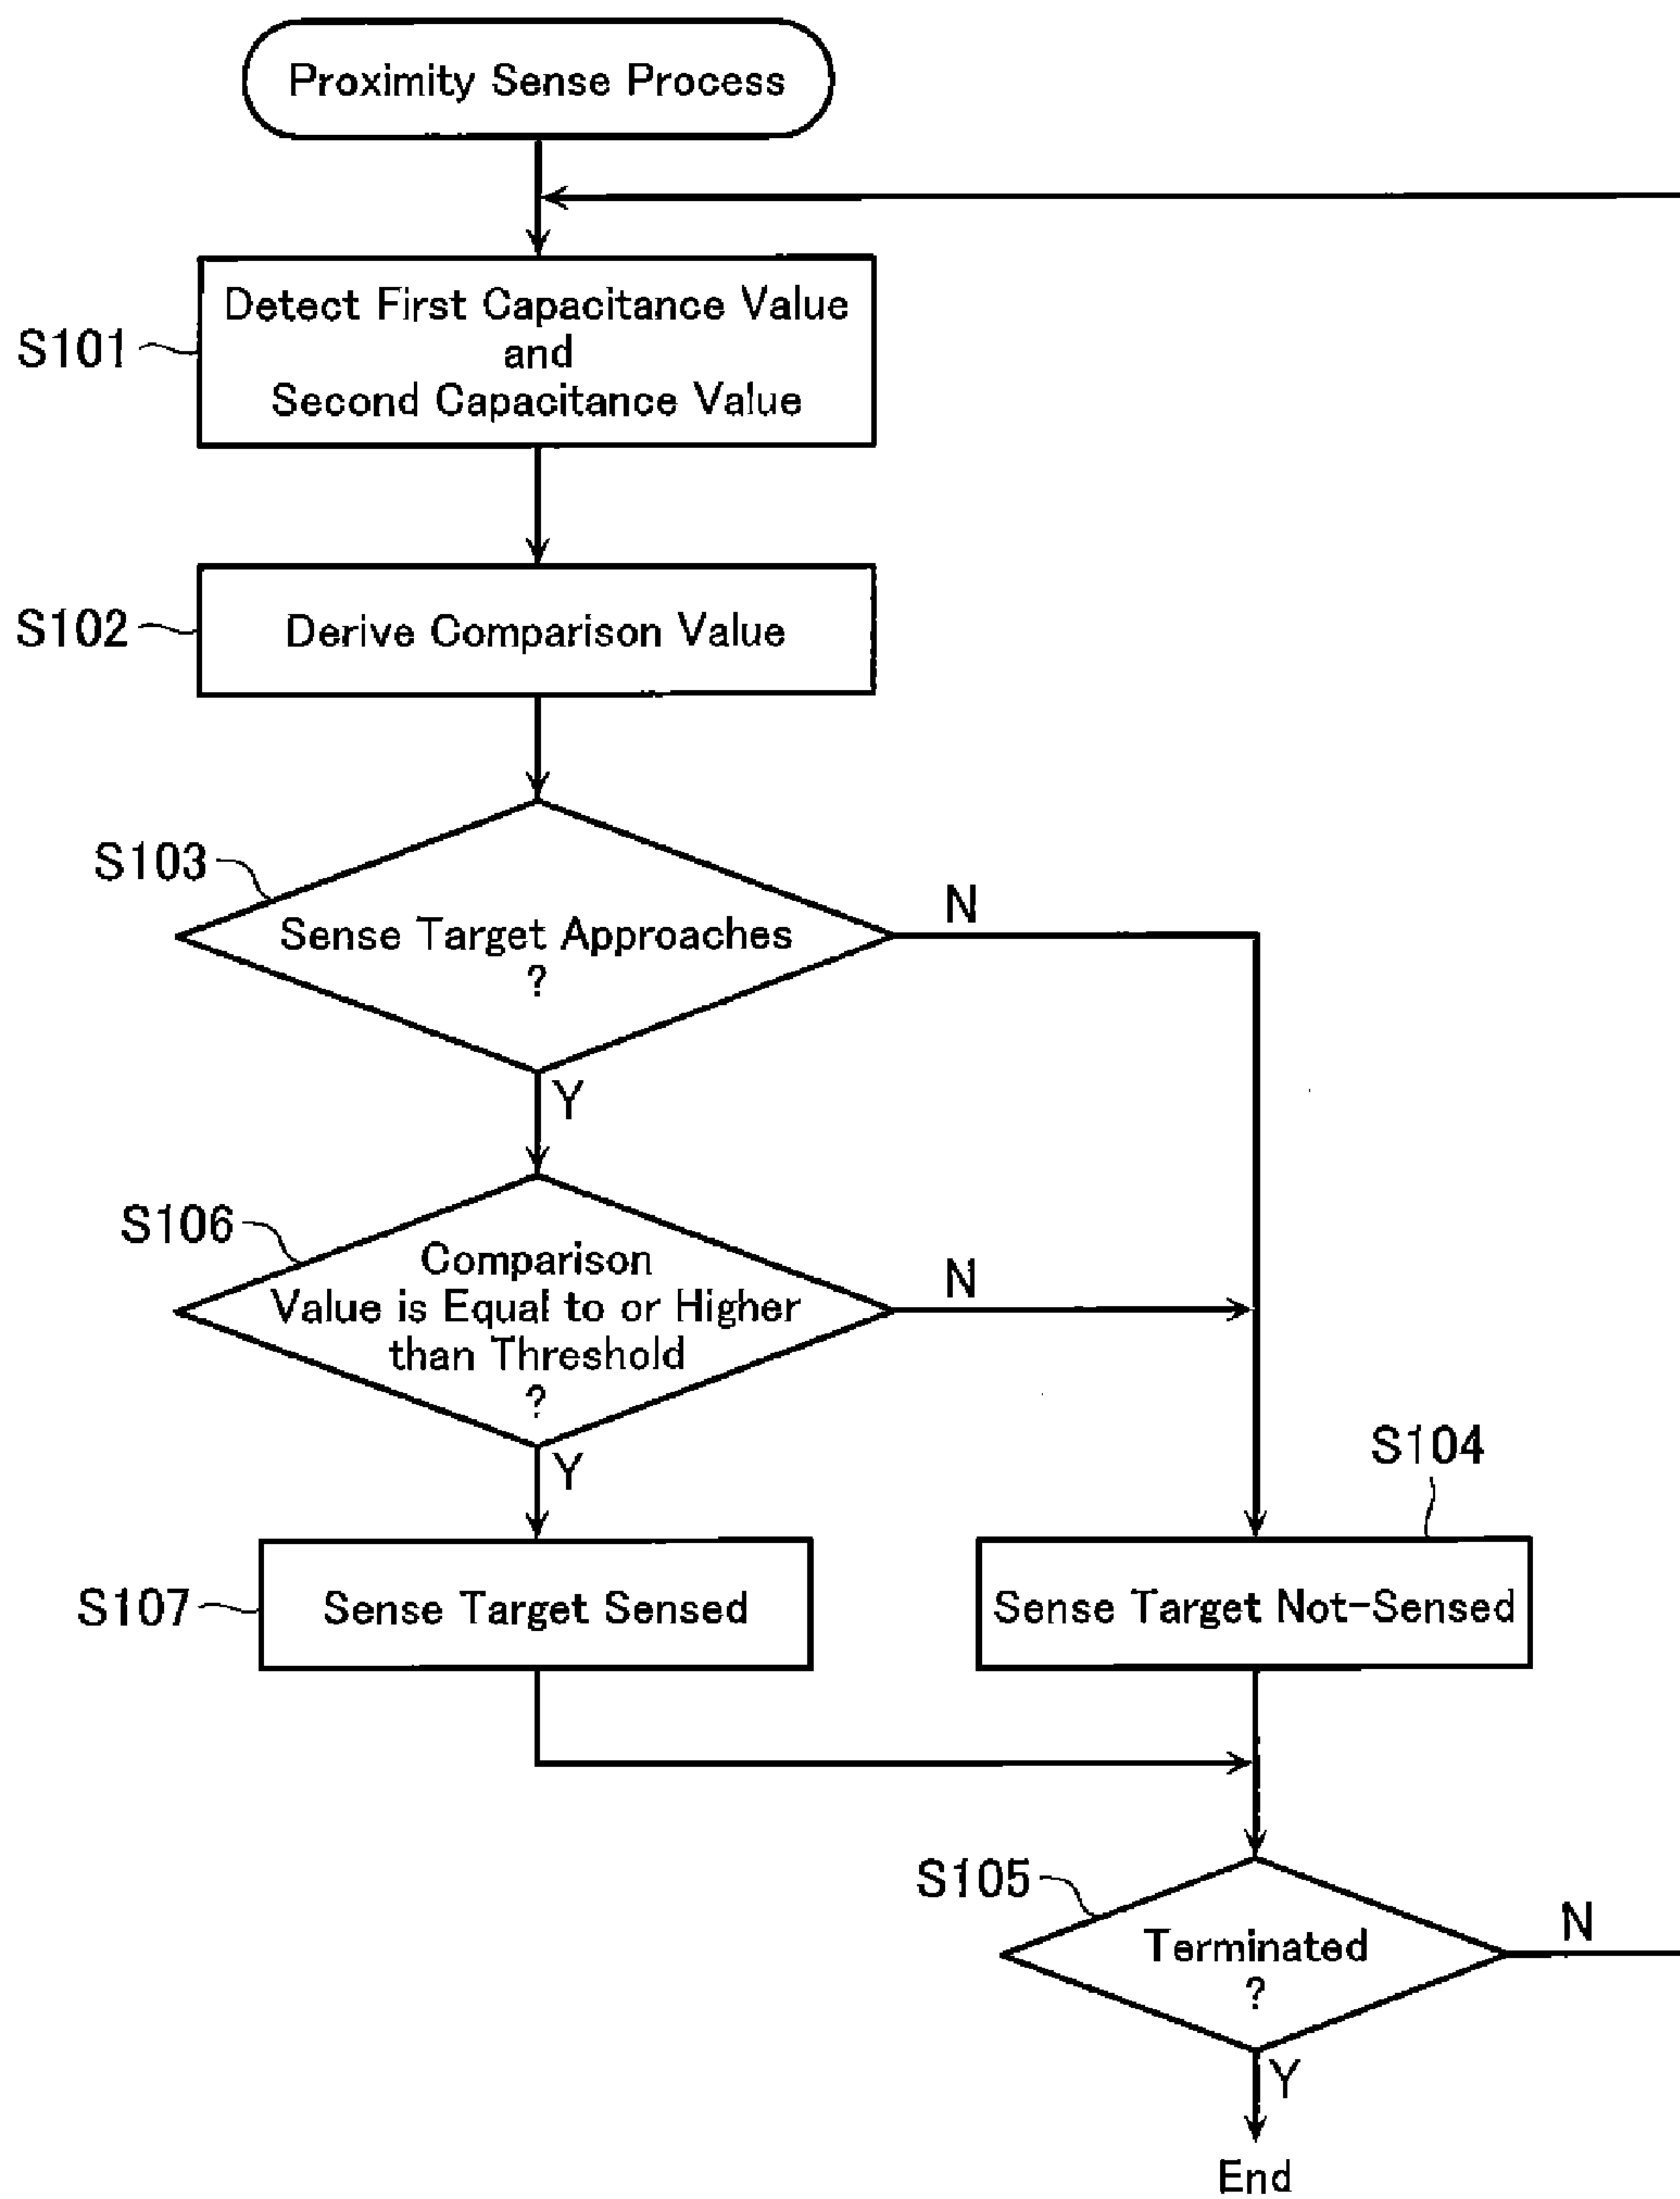 Proximity Sense Process
S101
Detect First Capacitance Value
and
Second Capacitance Value
S102
Derive Comparison Value
S103
Sense Target Approaches
?
N
Y
S106
Comparison
Value is Equal to or Higher
than Threshold
?
N
Y
S107
Sense Target Sensed
S104
Sense Target Not-Sensed
S105
Terminated
?
N
Y
End